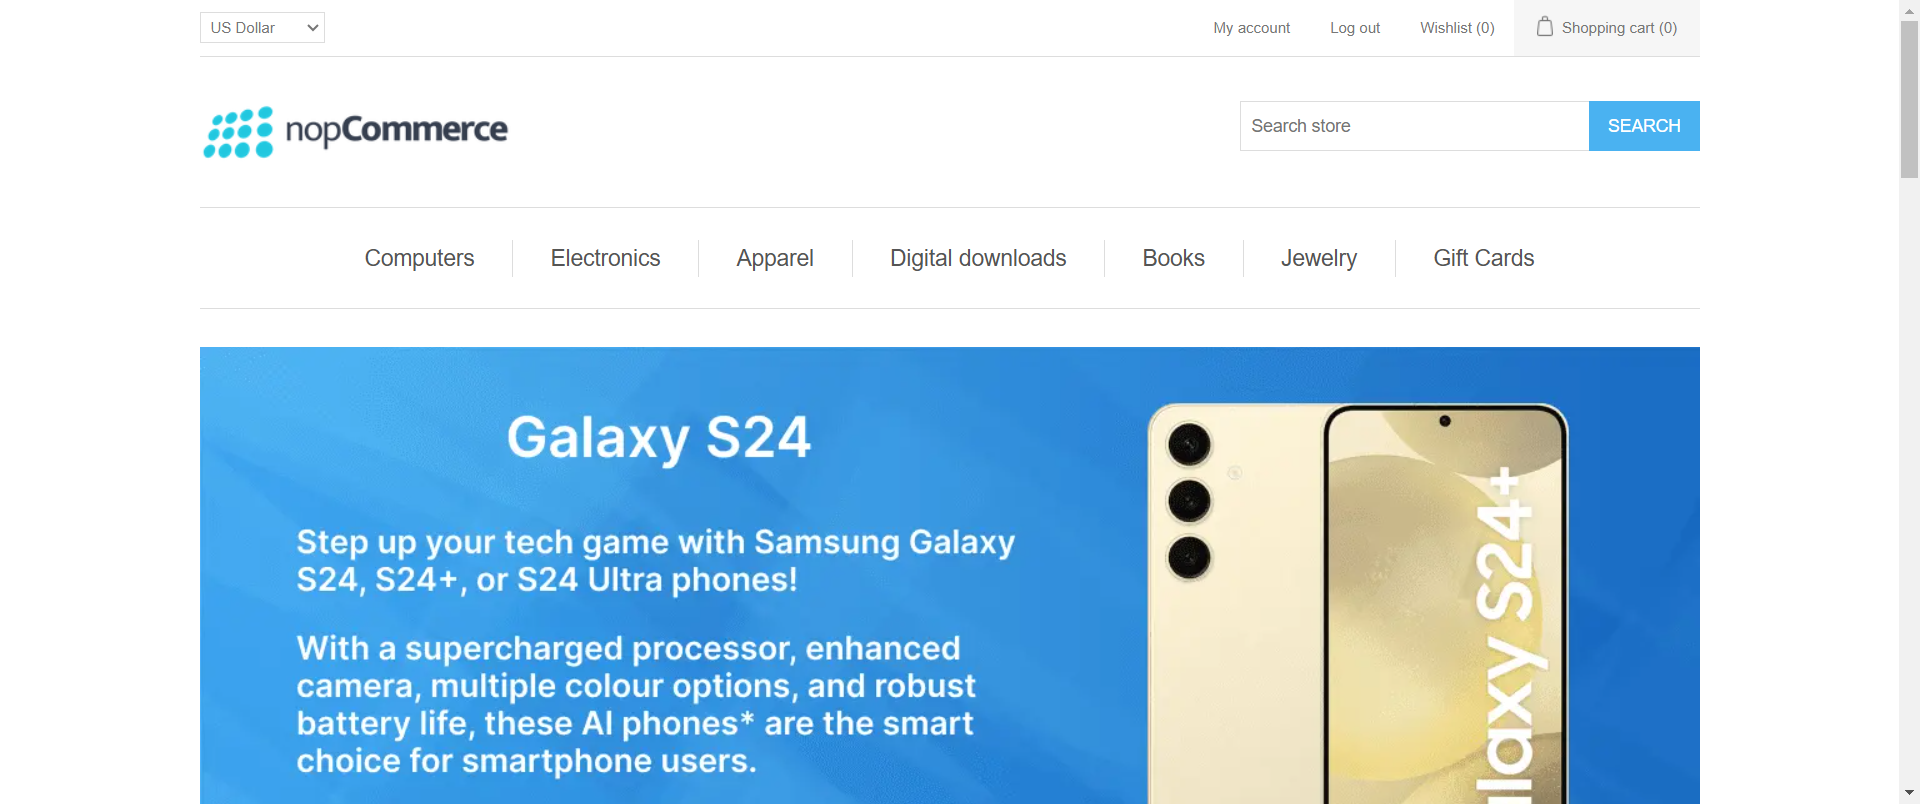 US Dollar
My account
Log out
Wishlist (0)
Shopping cart (0)
nopCommerce
Search store
SEARCH
Computers
Electronics
Apparel
Digital downloads
Books
Jewelry
Gift Cards
Galaxy S24
Step up your tech game with Samsung Galaxy
S24, S24+, or S24 Ultra phones!
With a supercharged processor, enhanced
camera, multiple colour options, and robust
battery life, these AI phones* are the smart
choice for smartphone users.
laxy S24+